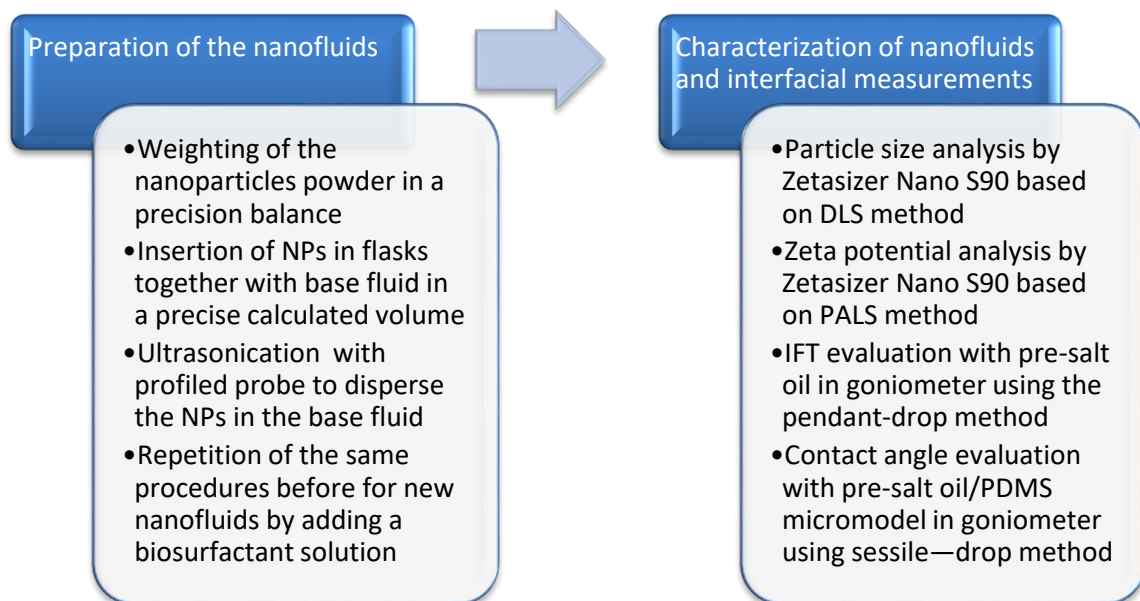 Preparation of the nanofluids
•Weighting of the
nanoparticles powder in a
precision balance
•Insertion of NPs in flasks
together with base fluid in
a precise calculated volume
•Ultrasonication with
profiled probe to disperse
the NPs in the base fluid
•Repetition of the same
procedures before for new
nanofluids by adding a
biosurfactant solution
Characterization of nanofluids
and interfacial measurements
•Particle size analysis by
Zetasizer Nano S90 based
on DLS method
•Zeta potential analysis by
Zetasizer Nano S90 based
on PALS method
•IFT evaluation with pre-salt
oil in goniometer using the
pendant-drop method
•Contact angle evaluation
with pre-salt oil/PDMS
micromodel in goniometer
using sessile—drop method